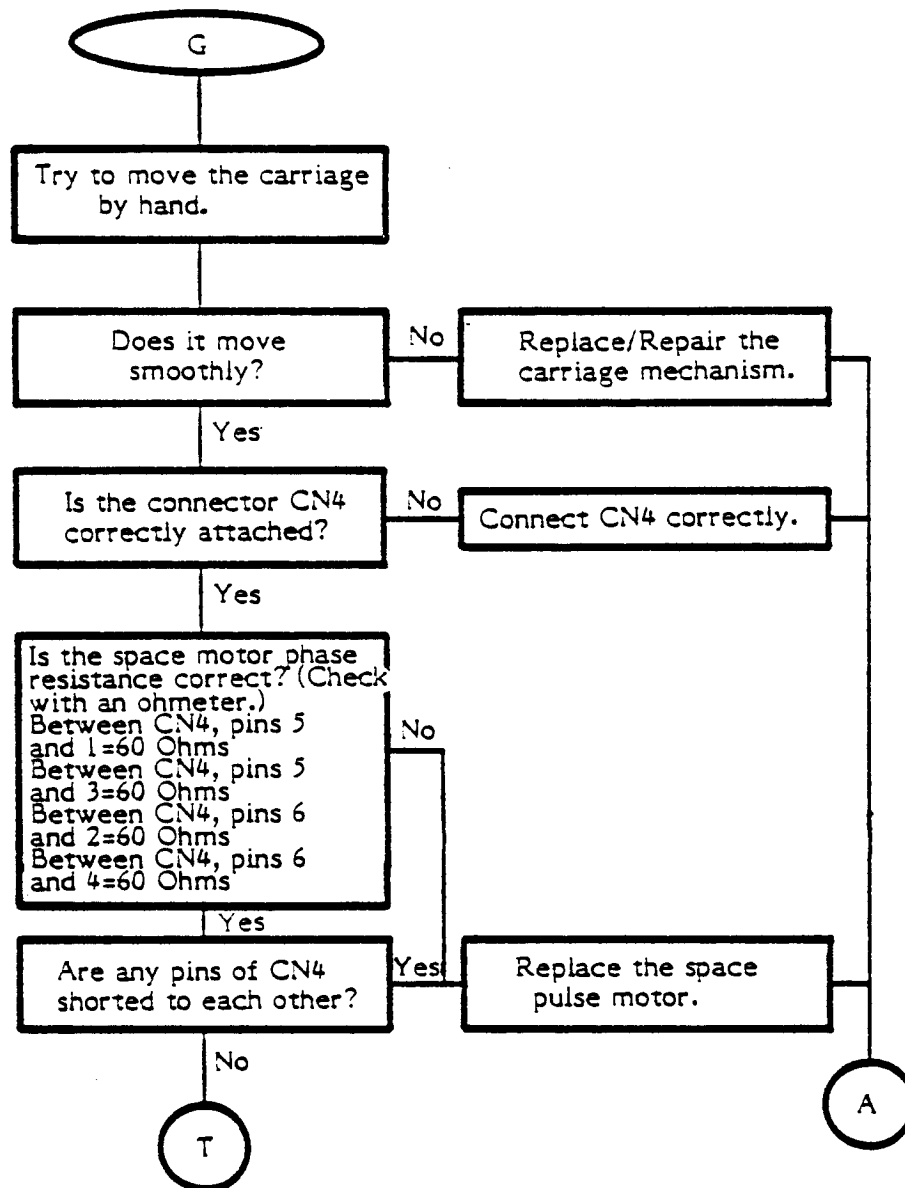 G
Try to move the carriage
by hand.
Does it move
smoothly?
No
Replace/Repair the
carriage mechanism.
Yes
Is the connector CN4
correctly attached?
No
Connect CN4 correctly.
Yes
Is the space motor phase
resistance correct? (Check
with an ohmeter.)
Between CN4, pins 5
and 1=60 Ohms
Between CN4, pins 5
and 3=60 Ohms
Between CN4, pins 6
and 2=60 Ohms
Between CN4, pins 6
and 4=60 Ohms
No
Yes
Are any pins of CN4
shorted to each other?
Yes
Replace the space
pulse motor.
No
T
A